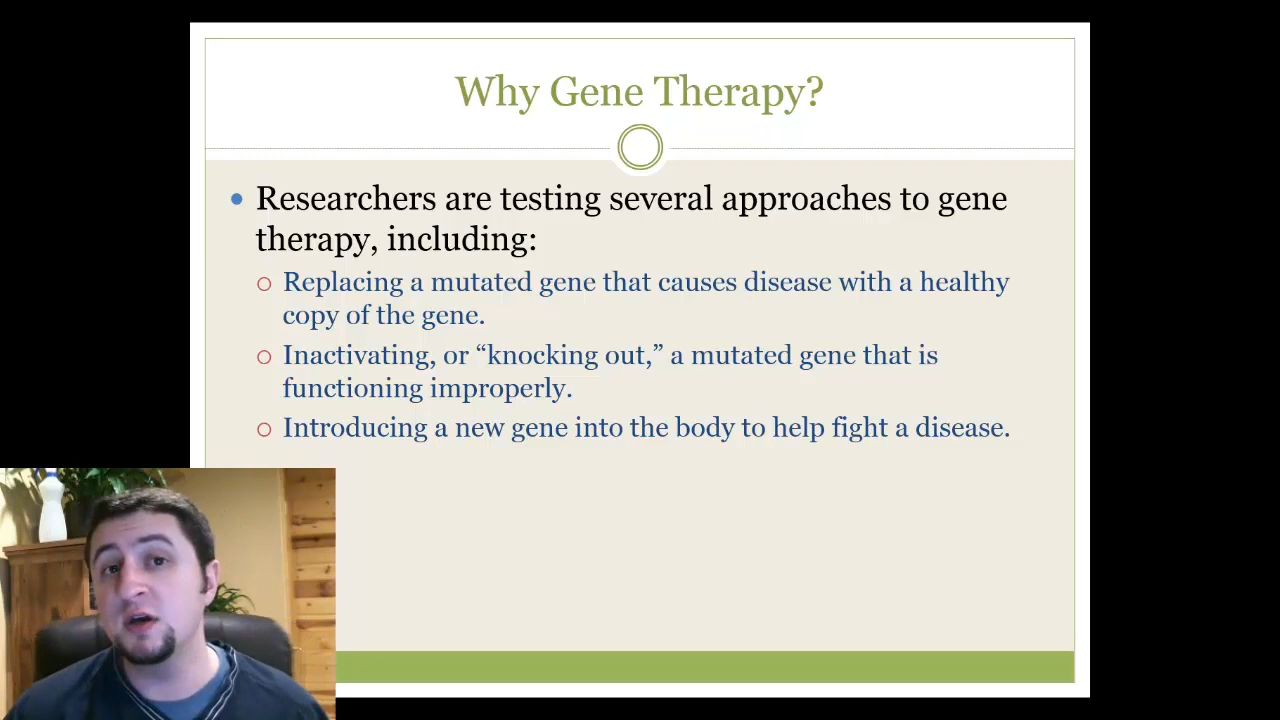 Why Gene Therapy?
Researchers are testing several approaches to gene
therapy, including:
Replacing a mutated gene that causes disease with a healthy
copy of the gene.
Inactivating, or “knocking out,” a mutated gene that is
functioning improperly.
Introducing a new gene into the body to help fight a disease.